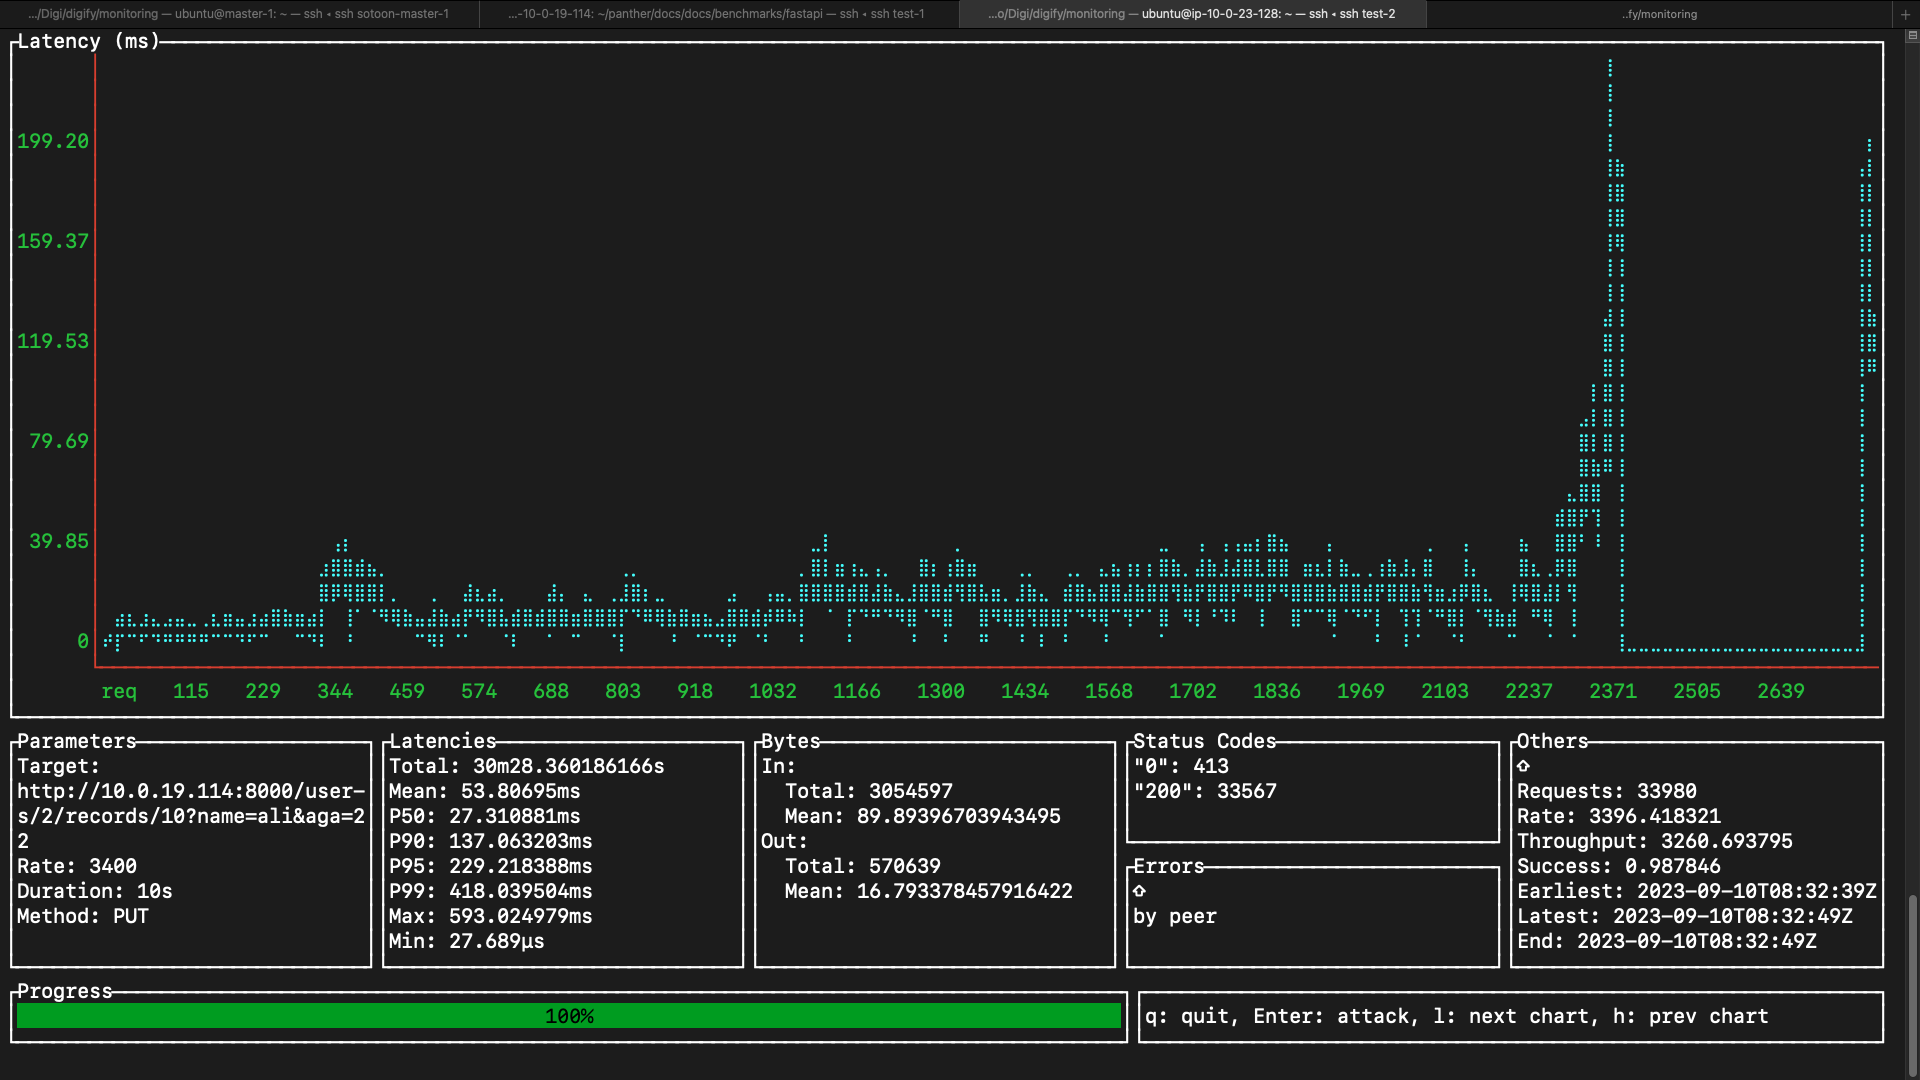 .../Digi/digify/monitoring — ubuntu@master-1: ~ — ssh ◂ ssh sotoon-master-1
...-10-0-19-114: ~/panther/docs/docs/benchmarks/fastapi — ssh ◂ ssh test-1
...o/Digi/digify/monitoring — ubuntu@ip-10-0-23-128: ~ — ssh ◂ ssh test-2
..fy/monitoring
+
Latency (ms)
199.20
159.37
119.53
79.69
39.85
0
req 115 229 344 459 574 688 803 918 1032 1166 1300 1434 1568 1702 1836 1969 2103 2237 2371 2505 2639
Parameters
Target:
http://10.0.19.114:8000/user-
s/2/records/10?name=ali&aga=2
2
Rate: 3400
Duration: 10s
Method: PUT
Latencies
Total: 30m28.360186166s
Mean: 53.80695ms
P50: 27.310881ms
P90: 137.063203ms
P95: 229.218388ms
P99: 418.039504ms
Max: 593.024979ms
Min: 27.689µs
Bytes
In:
Total: 3054597
Mean: 89.89396703943495
Out:
Total: 570639
Mean: 16.793378457916422
Status Codes
"0": 413
"200": 33567
Errors
⇧
by peer
Others
⇧
Requests: 33980
Rate: 3396.418321
Throughput: 3260.693795
Success: 0.987846
Earliest: 2023-09-10T08:32:39Z
Latest: 2023-09-10T08:32:49Z
End: 2023-09-10T08:32:49Z
Progress
100%
q: quit, Enter: attack, l: next chart, h: prev chart